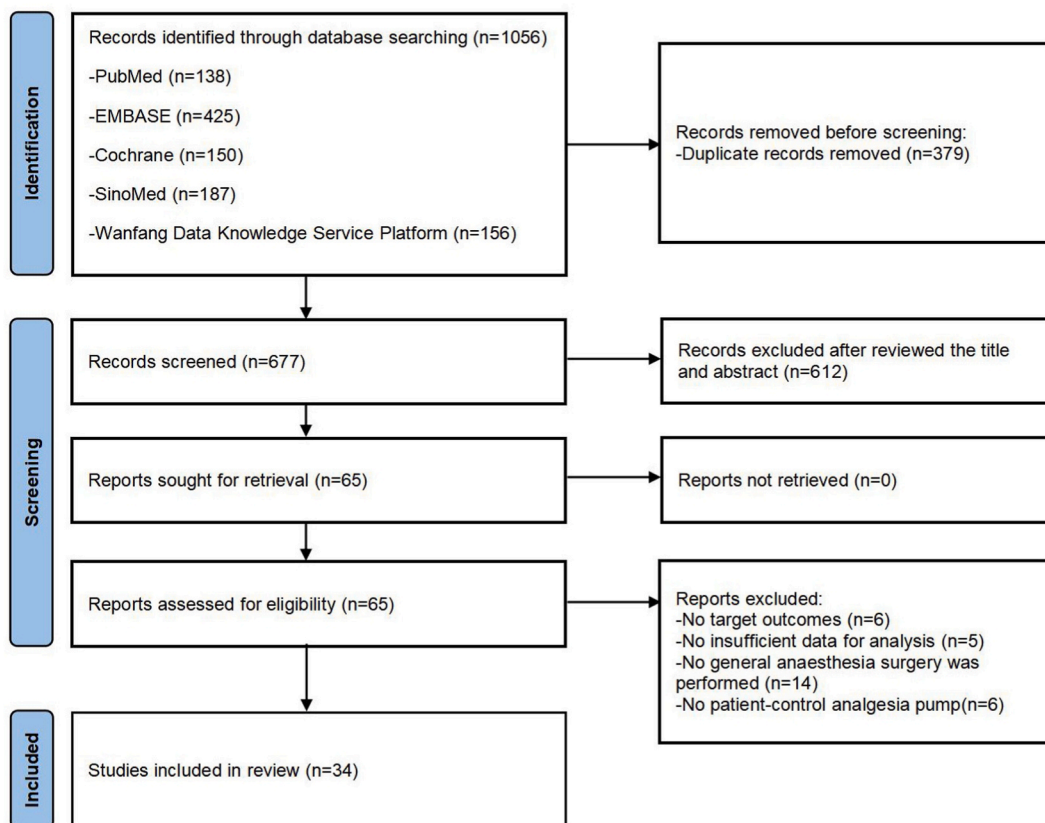 Identification
Records identified through database searching (n=1056)
-PubMed (n=138)
-EMBASE (n=425)
-Cochrane (n=150)
-SinoMed (n=187)
-Wanfang Data Knowledge Service Platform (n=156)
Records removed before screening:
-Duplicate records removed (n=379)
Screening
Records screened (n=677)
Records excluded after reviewed the title
and abstract (n=612)
Reports sought for retrieval (n=65)
Reports not retrieved (n=0)
Reports assessed for eligibility (n=65)
Reports excluded:
-No target outcomes (n=6)
-No insufficient data for analysis (n=5)
-No general anaesthesia surgery was
performed (n=14)
-No patient-control analgesia pump(n=6)
Included
Studies included in review (n=34)